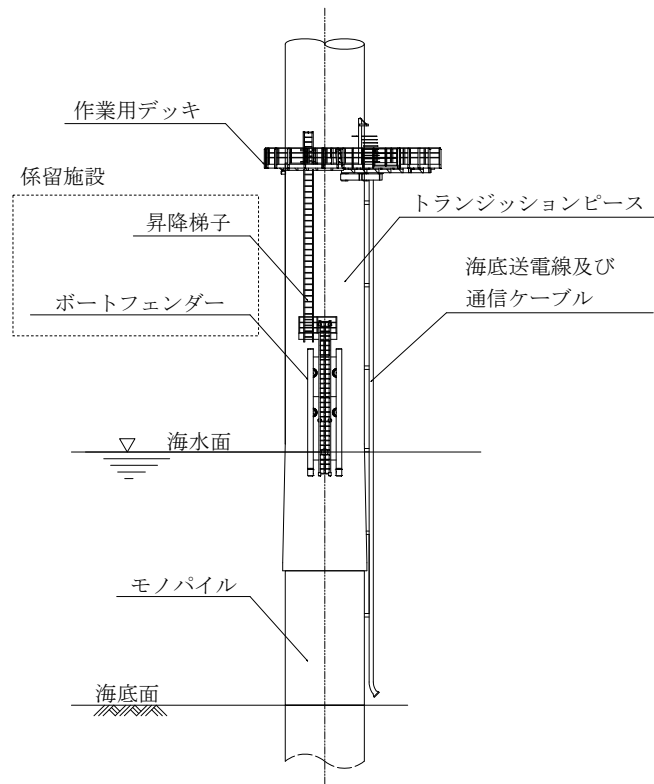 作業用デッキ
係留施設
昇降梯子
トランジッションピース
海底送電線及び
通信ケーブル
ボートフェンダー
海水面
モノパイル
海底面